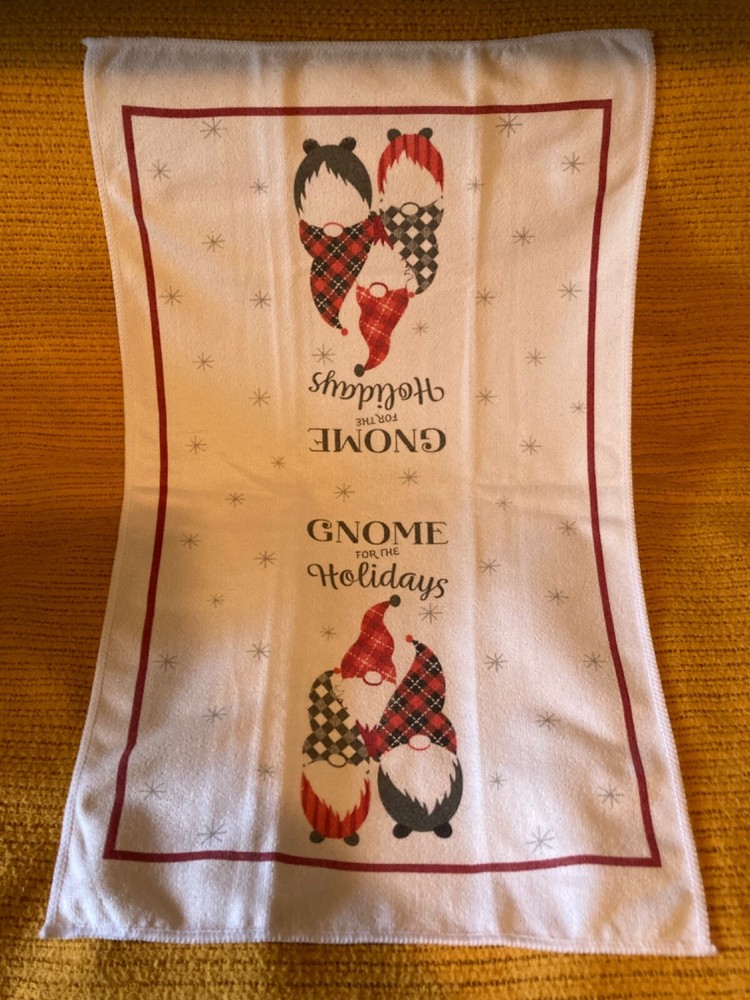 Holidays
FOR THE
GNOME
GNOME
FOR THE
Holidays